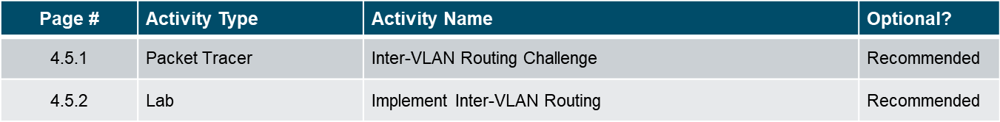 Page # Activity Type Activity Name Optional?
4.5.1 Packet Tracer Inter-VLAN Routing Challenge Recommended
4.5.2 Lab Implement Inter-VLAN Routing Recommended